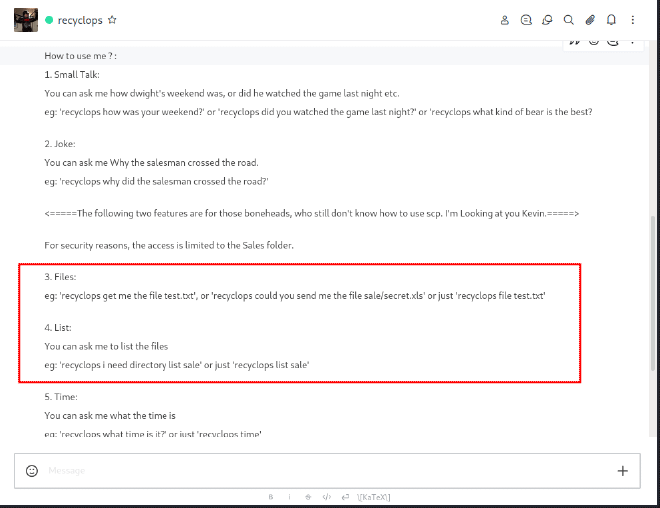 recyclops
How to use me ? :
1. Small Talk:
You can ask me how dwight's weekend was, or did he watched the game last night etc.
eg: 'recyclops how was your weekend?' or 'recyclops did you watched the game last night?' or 'recyclops what kind of bear is the best?
2. Joke:
You can ask me Why the salesman crossed the road.
eg: 'recyclops why did the salesman crossed the road?'
<=====The following two features are for those boneheads, who still don't know how to use scp. I'm Looking at you Kevin.=====>
For security reasons, the access is limited to the Sales folder.
3. Files:
eg: 'recyclops get me the file test.txt', or 'recyclops could you send me the file sale/secret.xls' or just 'recyclops file test.txt'
4. List:
You can ask me to list the files
eg: 'recyclops i need directory list sale' or just 'recyclops list sale'
5. Time:
You can ask me what the time is
eg: 'recyclops what time is it?' or just 'recyclops time'
Message
B i S </> \[KaTeX\]